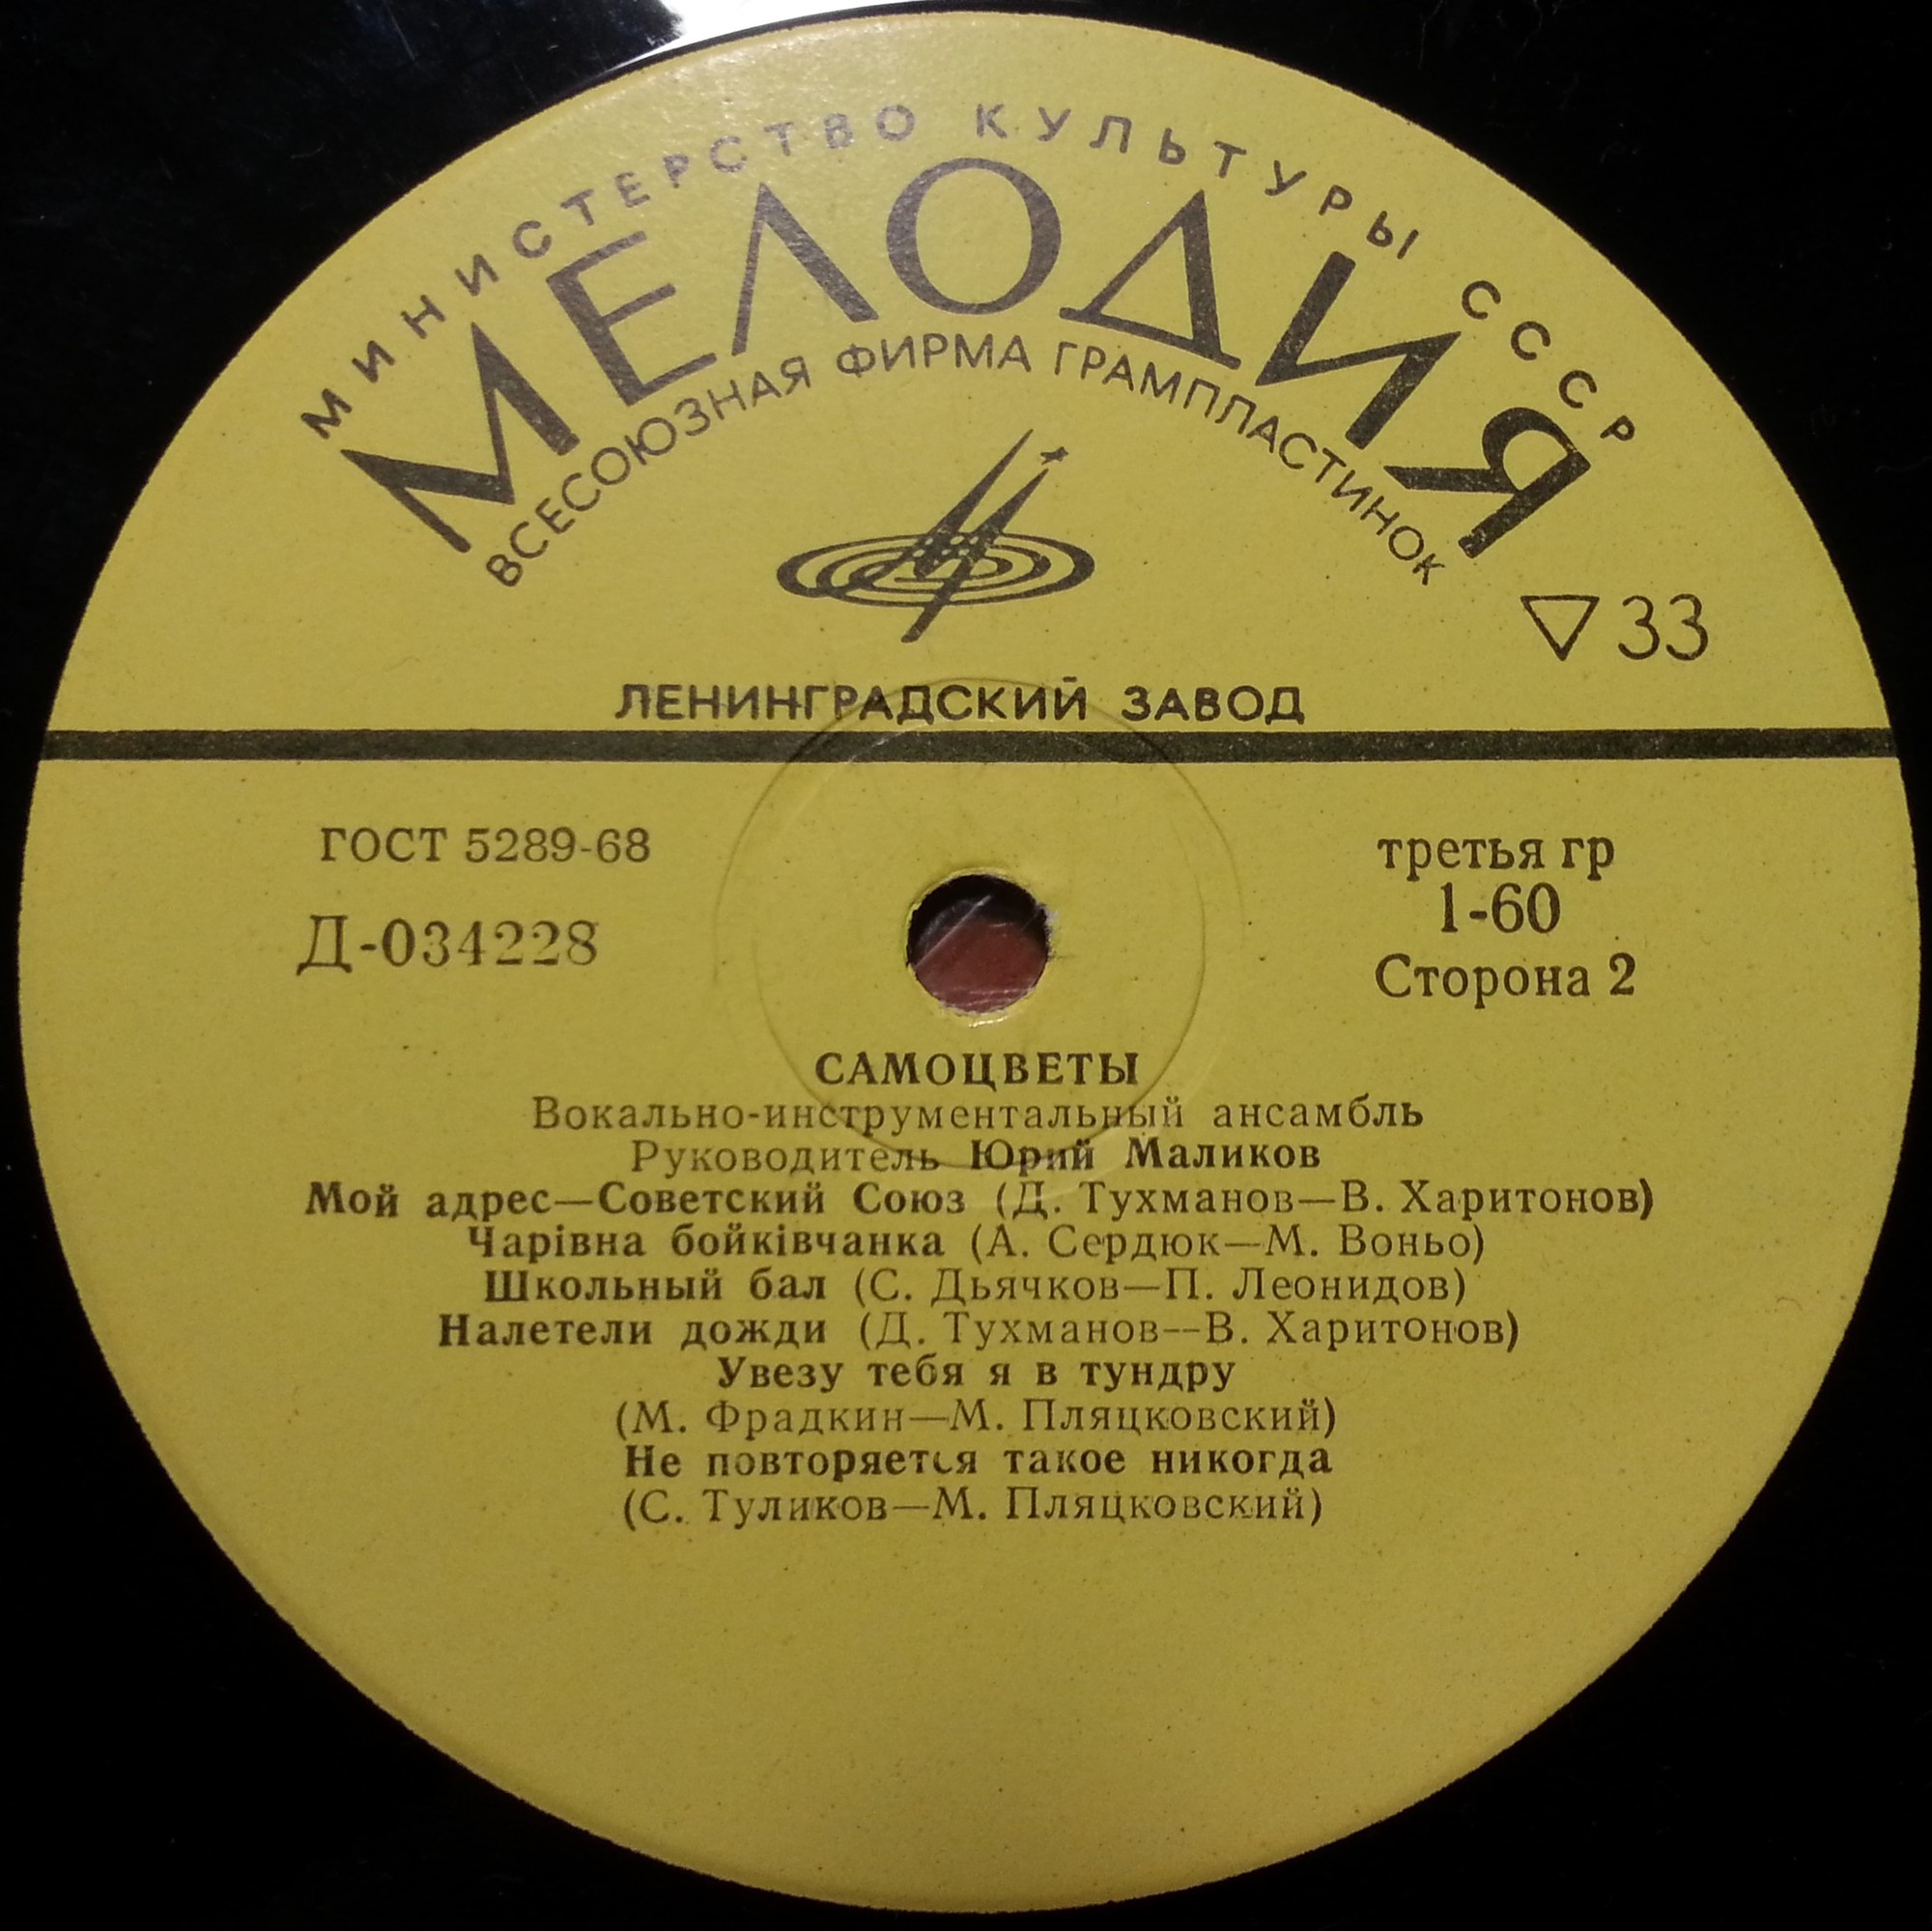 МИНИСТЕРСТВО КУЛЬТУРЫ СССР
МЕЛОДИЯ
ВСЕСОЮЗНАЯ ФИРМА ГРАМПЛАСТИНОК
33
ЛЕНИНГРАДСКИЙ ЗАВОД
ГОСТ 5289-68
третья гр
Д-034228
1-60
Сторона 2
САМОЦВЕТЫ
Вокально-инструментальный ансамбль
Руководитель Юрий Маликов
Мой адрес—Советский Союз (Д. Тухманов—В. Харитонов)
Чарівна бойківчанка (А. Сердюк—М. Воньо)
Школьный бал (С. Дьячков—П. Леонидов)
Налетели дожди (Д. Тухманов—В. Харитонов)
Увезу тебя я в тундру
(М. Фрадкин—М. Пляцковский)
Не повторяется такое никогда
(С. Туликов—М. Пляцковский)